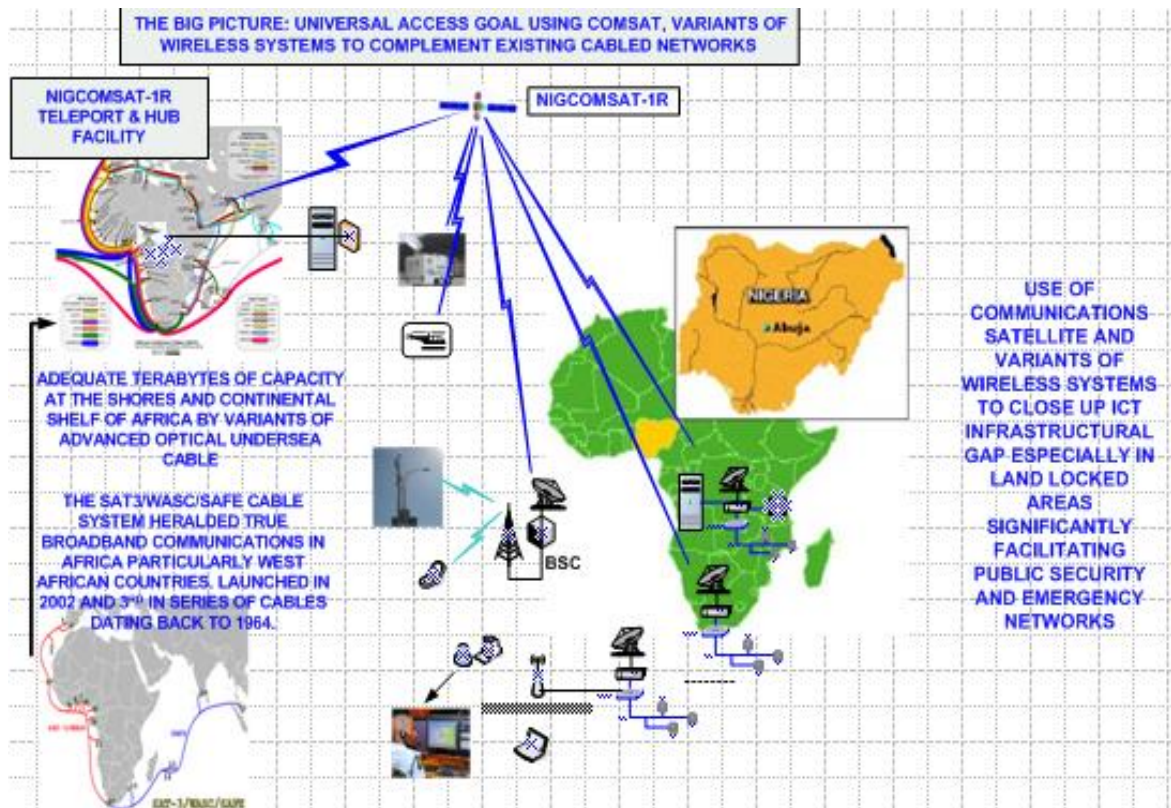 THE BIG PICTURE: UNIVERSAL ACCESS GOAL USING COMSAT, VARIANTS OF
WIRELESS SYSTEMS TO COMPLEMENT EXISTING CABLED NETWORKS
NIGCOMSAT-1R
TELEPORT & HUB
FACILITY
NIGCOMSAT-1R
NIGERIA
Abuja
ADEQUATE TERABYTES OF CAPACITY
AT THE SHORES AND CONTINENTAL
SHELF OF AFRICA BY VARIANTS OF
ADVANCED OPTICAL UNDERSEA
CABLE
THE SAT3/WASC/SAFE CABLE
SYSTEM HERALDED TRUE
BROADBAND COMMUNICATIONS IN
AFRICA PARTICULARLY WEST
AFRICAN COUNTRIES. LAUNCHED IN
2002 AND 3RD IN SERIES OF CABLES
DATING BACK TO 1964.
BSC
USE OF
COMMUNICATIONS
SATELLITE AND
VARIANTS OF
WIRELESS SYSTEMS
TO CLOSE UP ICT
INFRASTRUCTURAL
GAP ESPECIALLY IN
LAND LOCKED
AREAS
SIGNIFICANTLY
FACILITATING
PUBLIC SECURITY
AND EMERGENCY
NETWORKS
SAT-3/WASC/SAFE